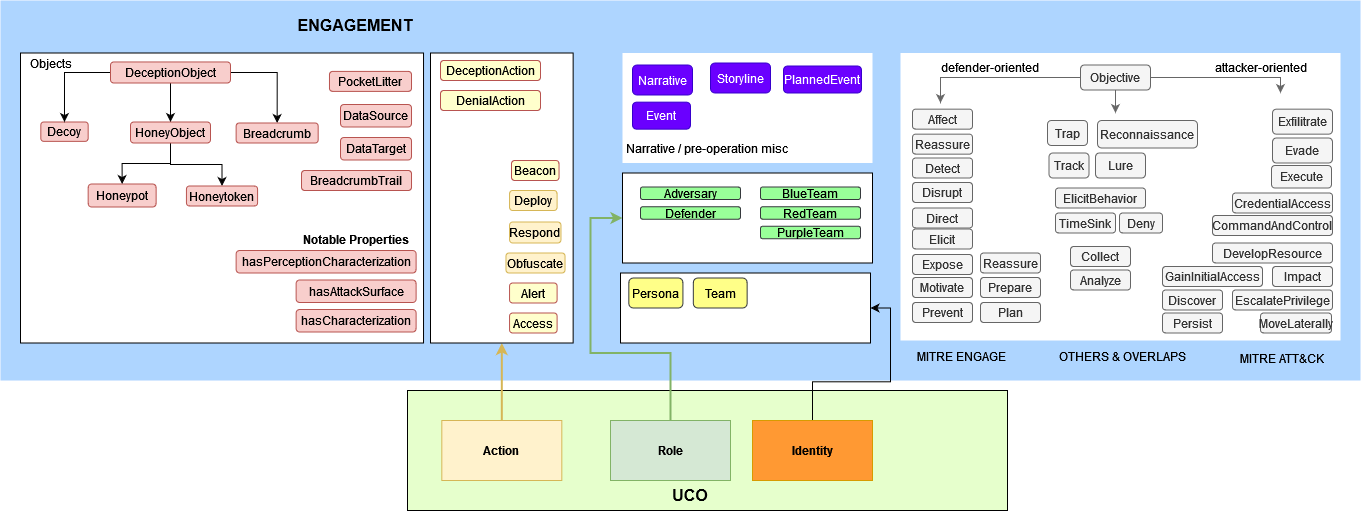 ENGAGEMENT
Objects
DeceptionObject
PocketLitter
DataSource
Decoy
HoneyObject
Breadcrumb
DataTarget
BreadcrumbTrail
Honeypot
Honeytoken
Notable Properties
hasPerceptionCharacterization
hasAttackSurface
hasCharacterization
DeceptionAction
DenialAction
Beacon
Deploy
Respond
Obfuscate
Alert
Access
Narrative
Storyline
PlannedEvent
Event
Narrative / pre-operation misc
Adversary
BlueTeam
Defender
RedTeam
PurpleTeam
Persona
Team
defender-oriented
Objective
attacker-oriented
Affect
Reassure
Detect
Disrupt
Direct
Elicit
Expose
Reassure
Motivate
Prepare
Prevent
Plan
Trap
Reconnaissance
Track
Lure
ElicitBehavior
TimeSink
Deny
Collect
Analyze
Exfilitrate
Evade
Execute
CredentialAccess
CommandAndControl
DevelopResource
GainInitialAccess
Impact
Discover
EscalatePrivilege
Persist
MoveLaterally
MITRE ENGAGE
OTHERS & OVERLAPS
MITRE ATT&CK
Action
Role
Identity
UCO